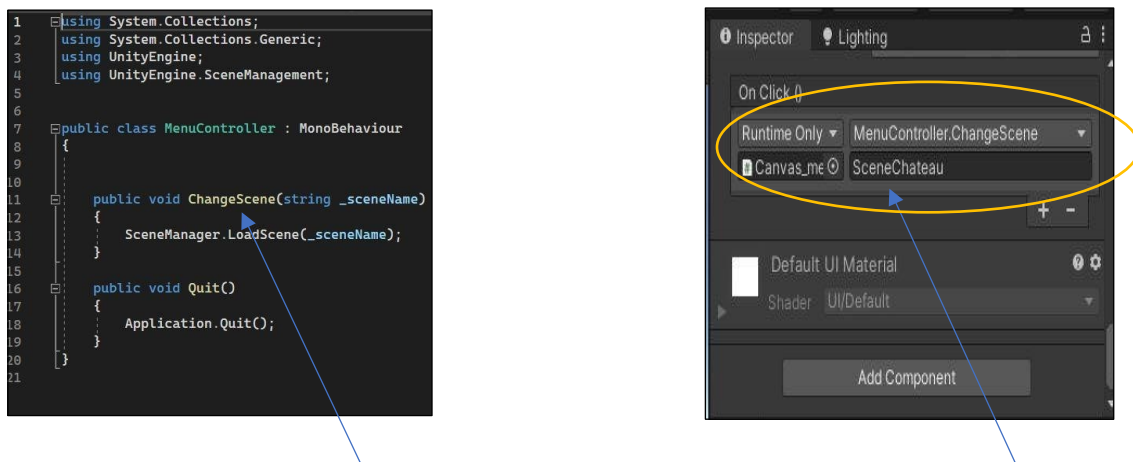 1 using System.Collections;
2 using System.Collections.Generic;
3 using UnityEngine;
4 using UnityEngine.SceneManagement;
5
6
7 public class MenuController : MonoBehaviour
8 {
9
10
11 public void ChangeScene(string _sceneName)
12 {
13 SceneManager.LoadScene(_sceneName);
14 }
15
16 public void Quit()
17 {
18 Application.Quit();
19 }
20 }
21
Inspector Lighting
On Click ()
Runtime Only MenuController.ChangeScene
Canvas_me SceneChateau
+ -
Default UI Material
Shader UI/Default
Add Component